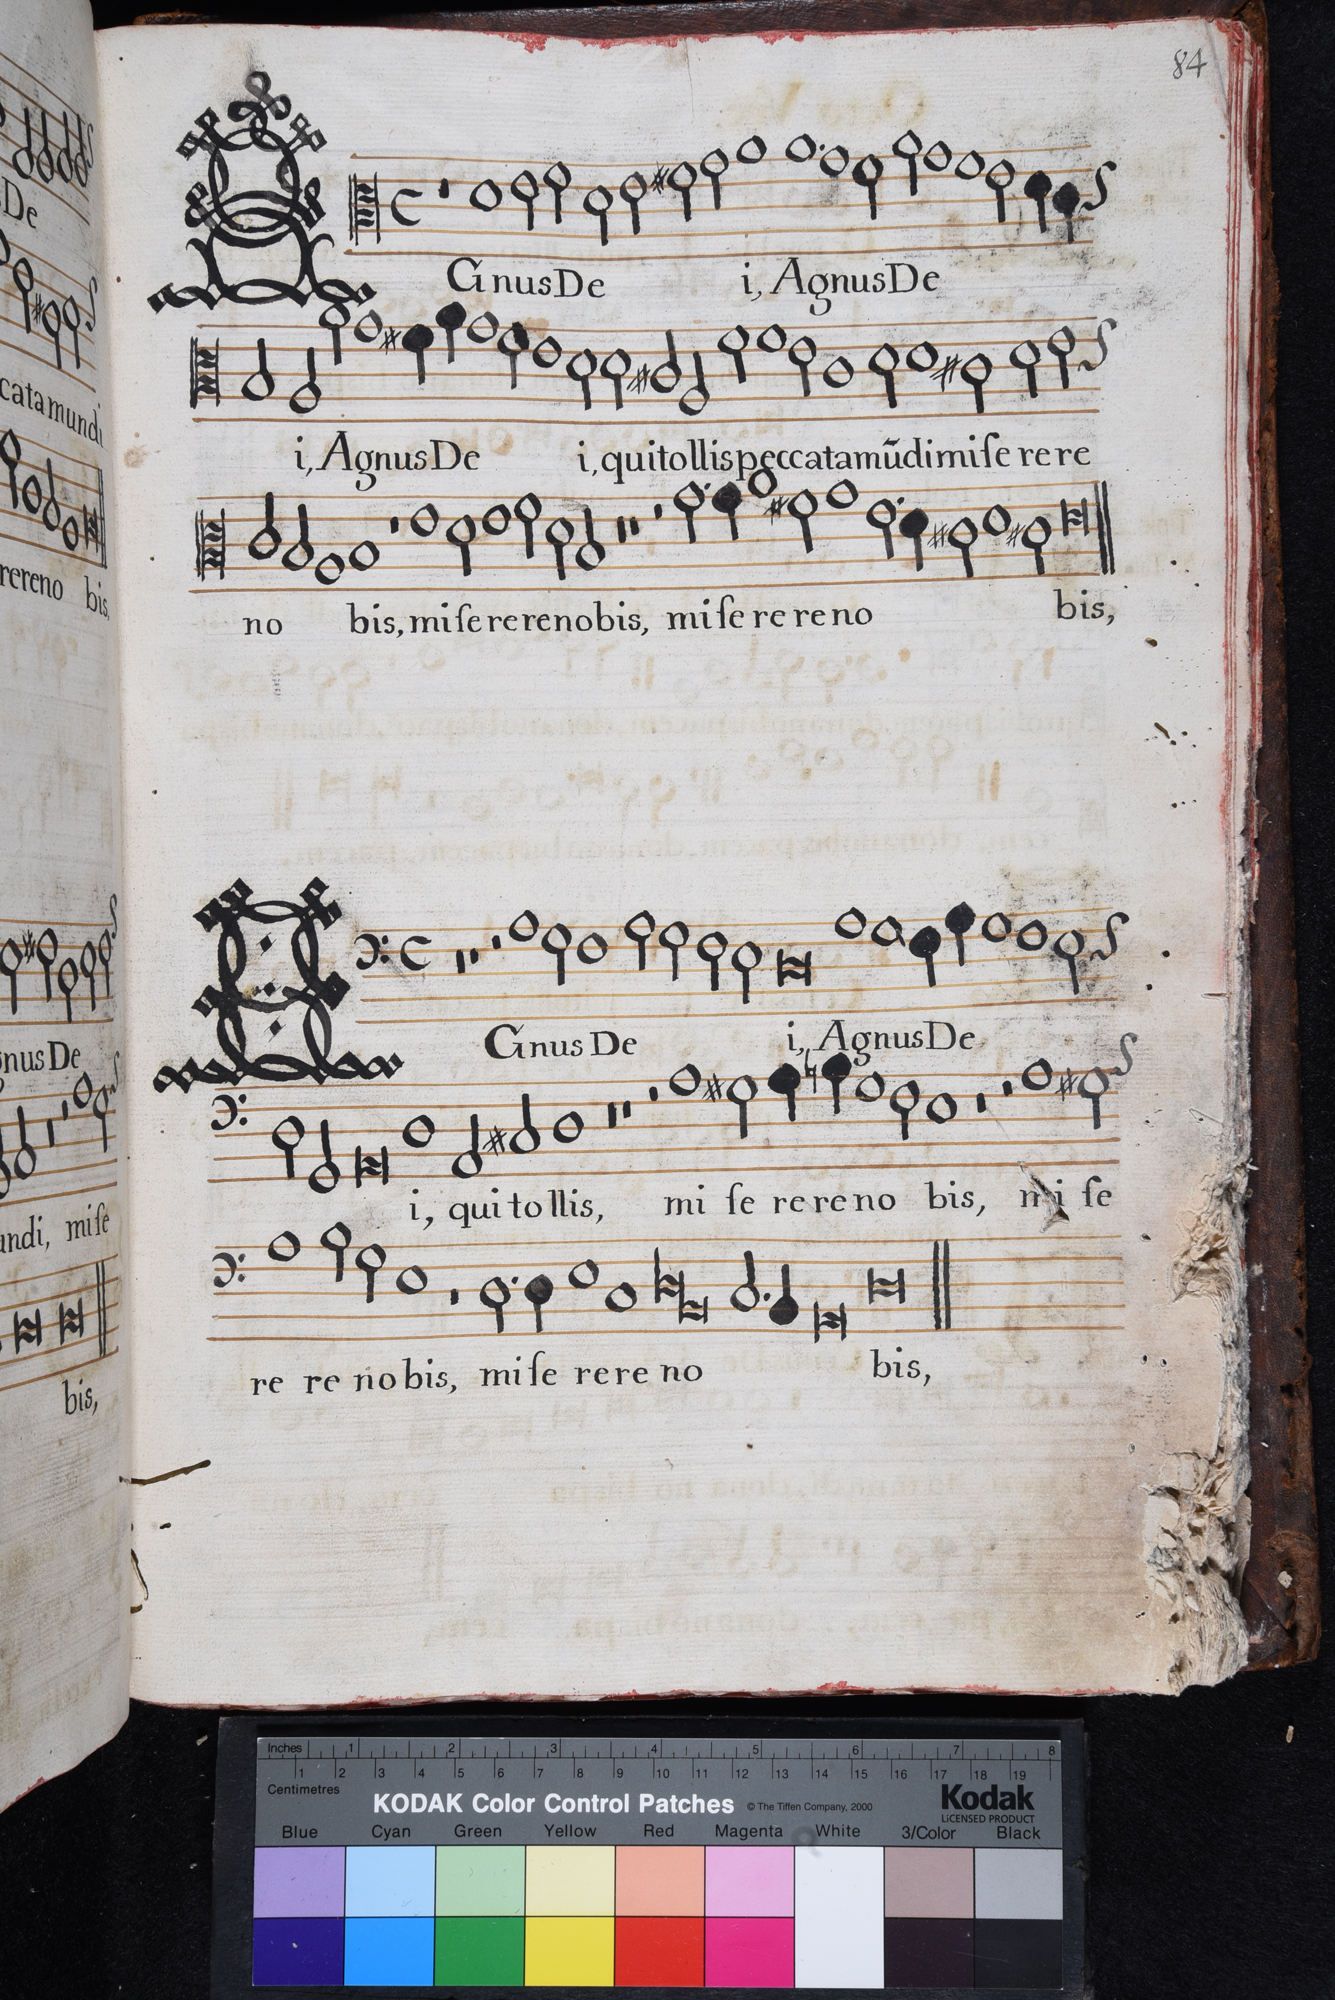 84
GnusDe i, AgnusDe
i, AgnusDe i, quitollispeccatamũdimiſerere
no bis, miſererenobis, miſerereno bis,
Gnus De i, AgnusDe
i, quitollis, mi ſe rereno bis, mi ſe
re re nobis, miſe rere no bis,
De
catamundi
rereno bis,
gnusDe
undi, miſe
bis,
Inches 1 2 3 4 5 6 7 8
Centimetres 1 2 3 4 5 6 7 8 9 10 11 12 13 14 15 16 17 18 19
KODAK Color Control Patches © The Tiffen Company, 2000 Kodak
LICENSED PRODUCT
Blue Cyan Green Yellow Red Magenta White 3/Color Black